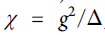 χ = g²/Δ.